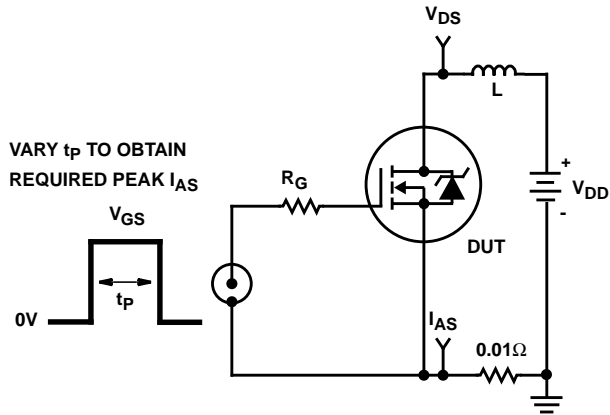 V_DS
L
VARY t_P TO OBTAIN
REQUIRED PEAK I_AS
R_G
+
V_DD
-
V_GS
DUT
t_P
0V
I_AS
0.01Ω